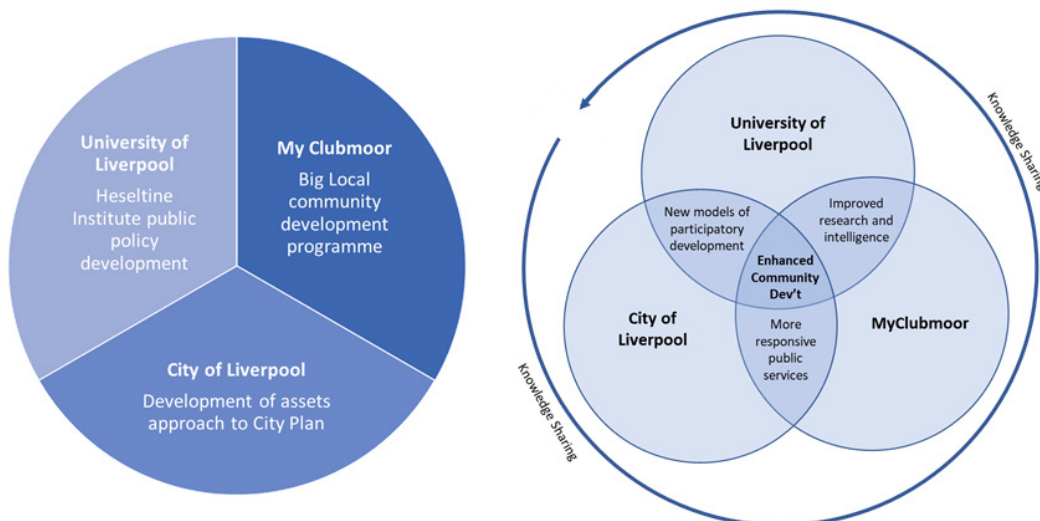 University of
Liverpool
Heseltine
Institute public
policy
development
My Clubmoor
Big Local
community
development
programme
City of Liverpool
Development of assets
approach to City Plan
University of
Liverpool
New models of
participatory
development
Improved
research and
intelligence
Enhanced
Community
Dev't
City of
Liverpool
MyClubmoor
More
responsive
public
services
Knowledge Sharing
Knowledge Sharing